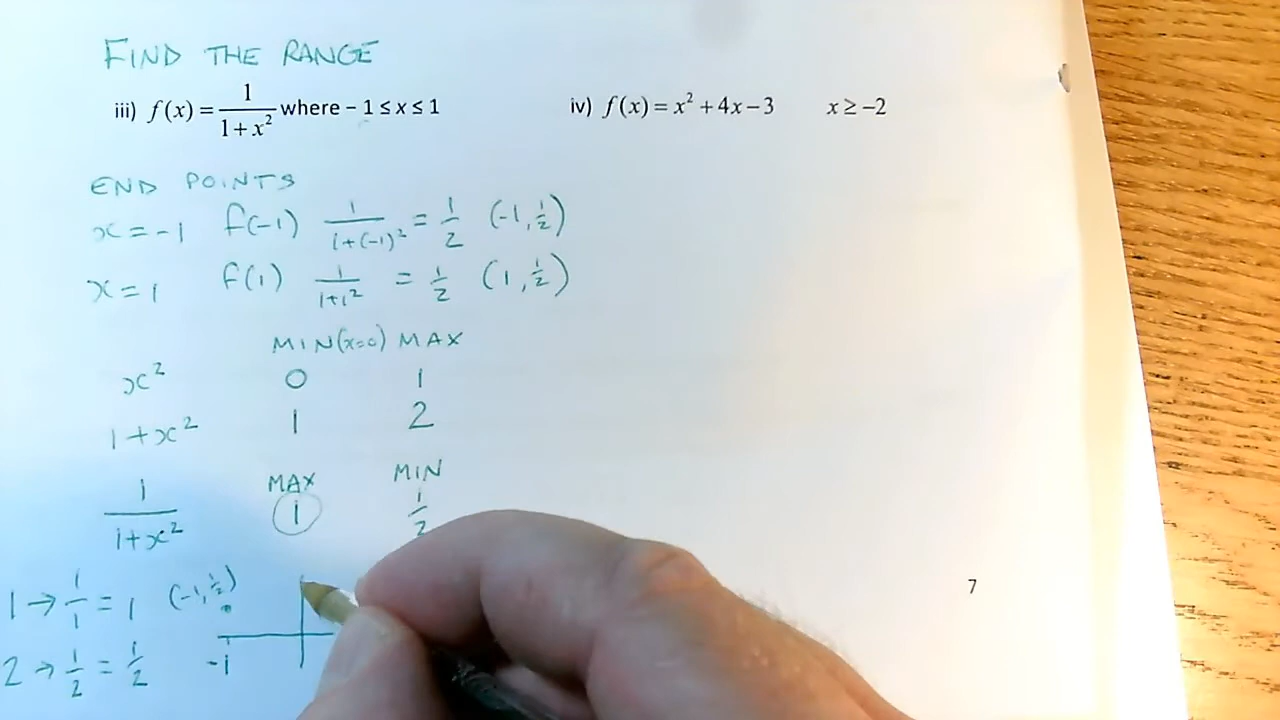 FIND THE RANGE
iii) f(x) = 1/(1+x²) where – 1 ≤ x ≤ 1
iv) f(x) = x² + 4x – 3 x ≥ –2
END POINTS
x = -1 f(-1) 1/(1+(-1)²) = 1/2 (-1, 1/2)
x = 1 f(1) 1/(1+1²) = 1/2 (1, 1/2)
MIN(x=0) MAX
x² 0 1
1+x² 1 2
MAX MIN
1/(1+x²) 1 1/2
1 → 1/1 = 1 (-1, 1/2)
2 → 1/2 = 1/2 -1
7